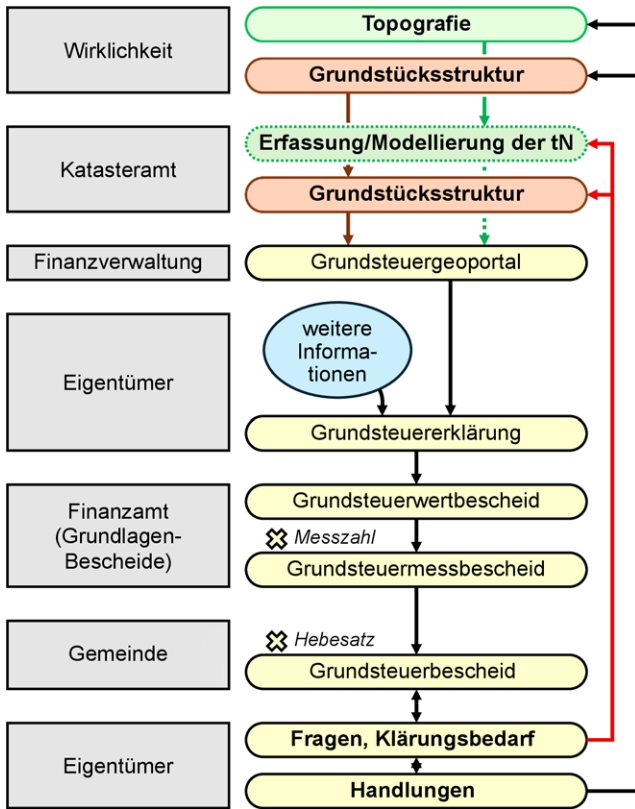 Wirklichkeit
Topografie
Grundstücksstruktur
Katasteramt
Erfassung/Modellierung der tN
Grundstücksstruktur
Finanzverwaltung
Grundsteuergeoportal
Eigentümer
weitere
Informa-
tionen
Grundsteuererklärung
Finanzamt
(Grundlagen-
Bescheide)
Grundsteuerwertbescheid
Messzahl
Grundsteuermessbescheid
Gemeinde
Hebesatz
Grundsteuerbescheid
Eigentümer
Fragen, Klärungsbedarf
Handlungen